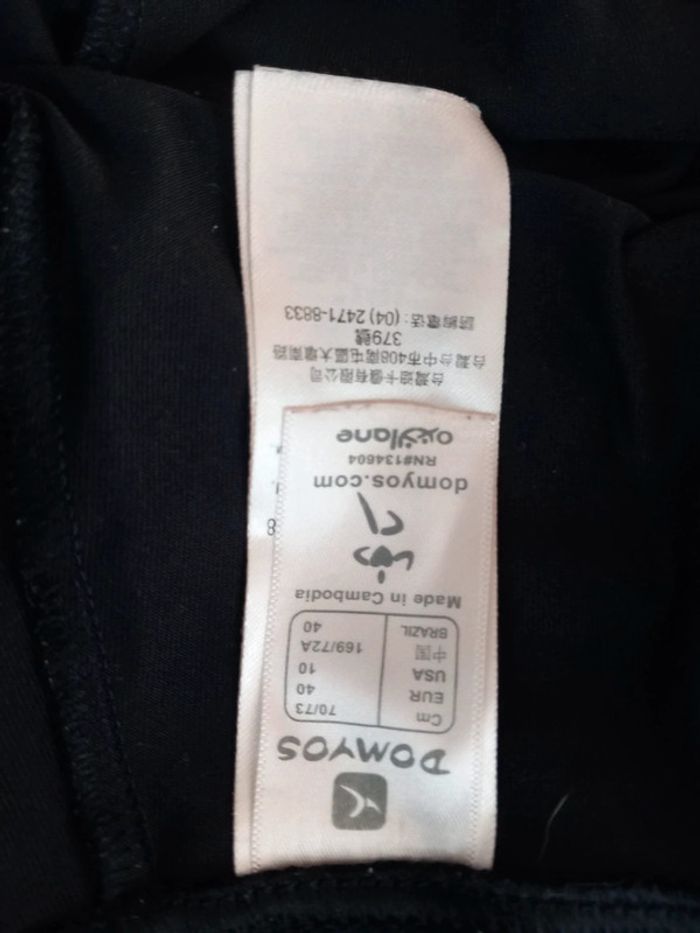 DOMYOS
Cm 70/73
EUR 40
USA 10
中国 169/72A
BRAZIL 40
Made in Cambodia
domyos.com
RN#134604
oxylane
台灣迪卡儂有限公司
台灣台中市408南屯區大墩南路
379號
諮詢電話: (04) 2471-8833
8